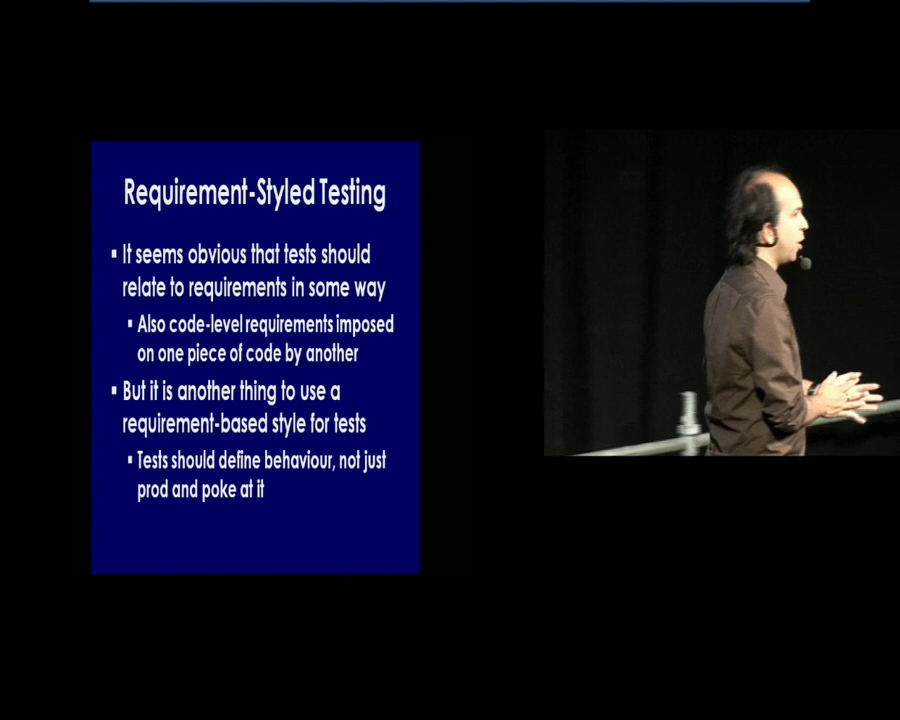 Requirement-Styled Testing
▪ It seems obvious that tests should
relate to requirements in some way
▪ Also code-level requirements imposed
on one piece of code by another
▪ But it is another thing to use a
requirement-based style for tests
▪ Tests should define behaviour, not just
prod and poke at it